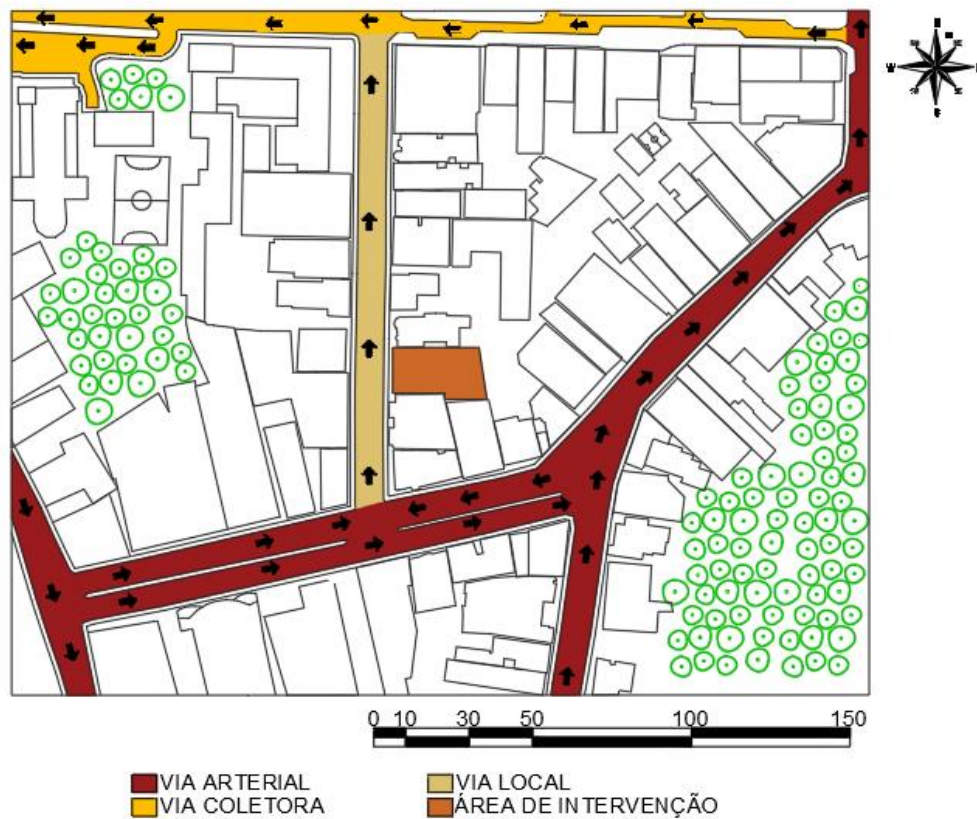 0 10 30 50 100 150
VIA ARTERIAL
VIA COLETORA
VIA LOCAL
ÁREA DE INTERVENÇÃO